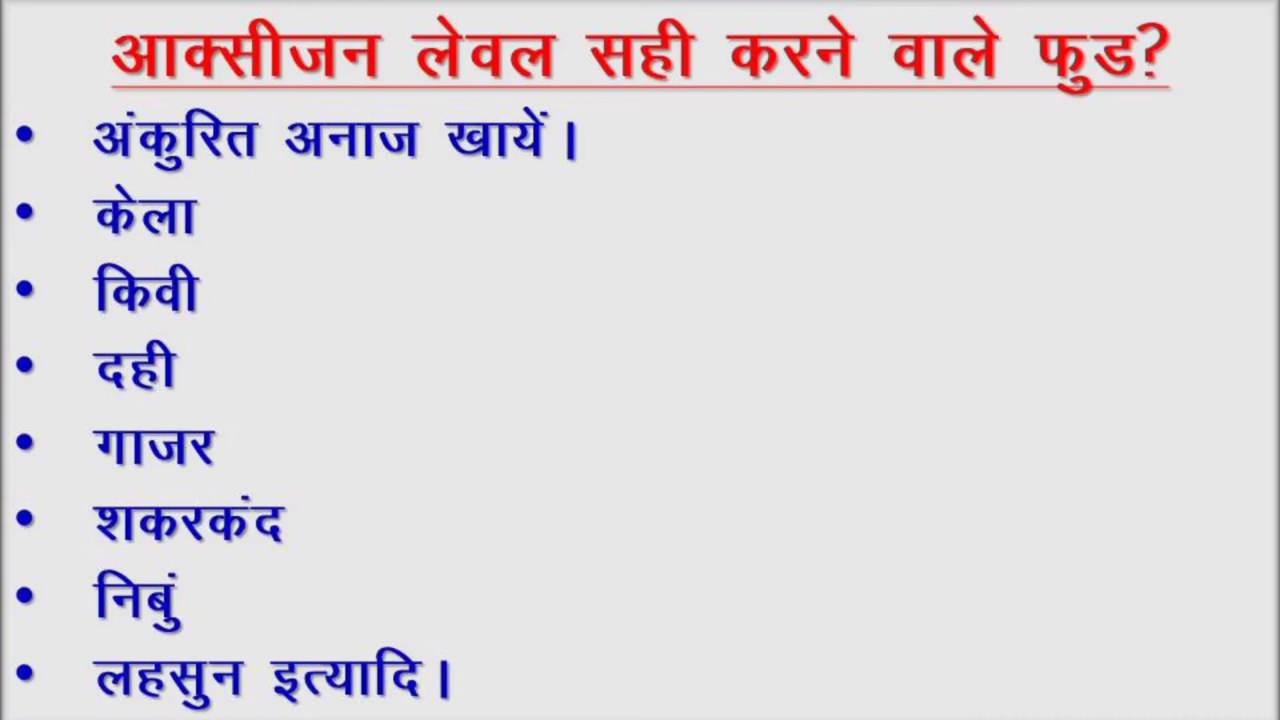 आक्सीजन लेवल सही करने वाले फुड?
• अंकुरित अनाज खायें।
• केला
• किवी
• दही
• गाजर
• शकरकंद
• निबुं
• लहसुन इत्यादि।